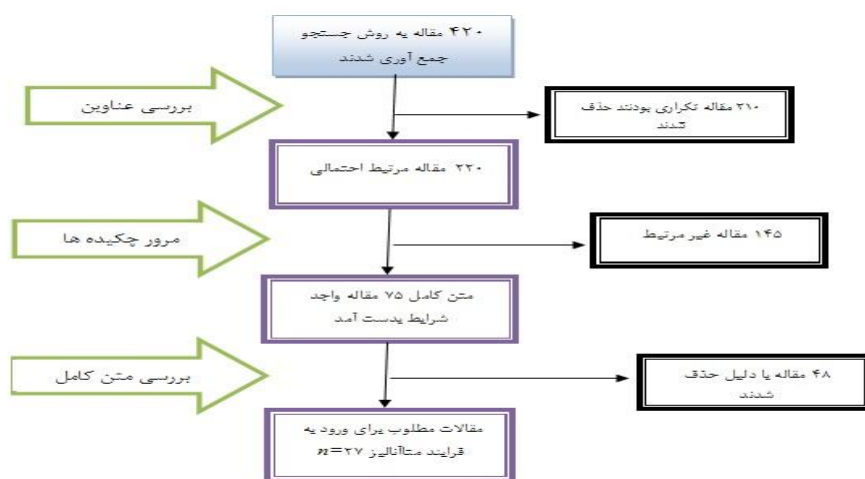 ۴۲۰ مقاله به روش جستجو
جمع آوری شدند
بررسی عناوین
۲۱۰ مقاله تکراری بودند حذف
شدند
۲۲۰ مقاله مرتبط احتمالی
مرور چکیده ها
۱۴۵ مقاله غیر مرتبط
متن کامل ۷۵ مقاله واجد
شرایط بدست آمد
بررسی متن کامل
۴۸ مقاله با دلیل حذف
شدند
مقالات مطلوب برای ورود به
فرایند متاآنالیز n=۲۷